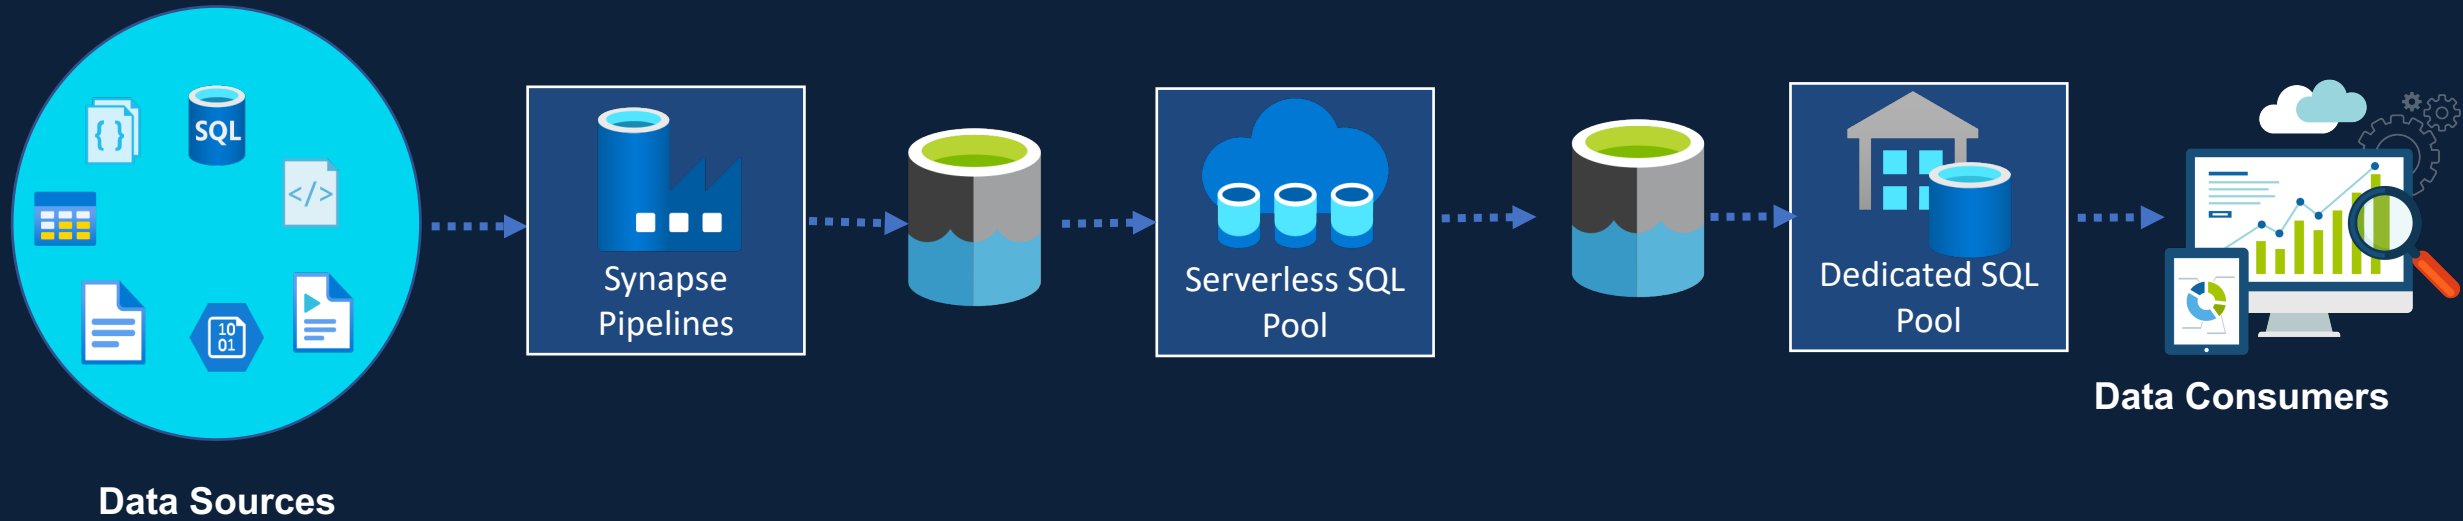 { }
SQL
</>
10
01
Data Sources
Synapse
Pipelines
Serverless SQL
Pool
Dedicated SQL
Pool
Data Consumers